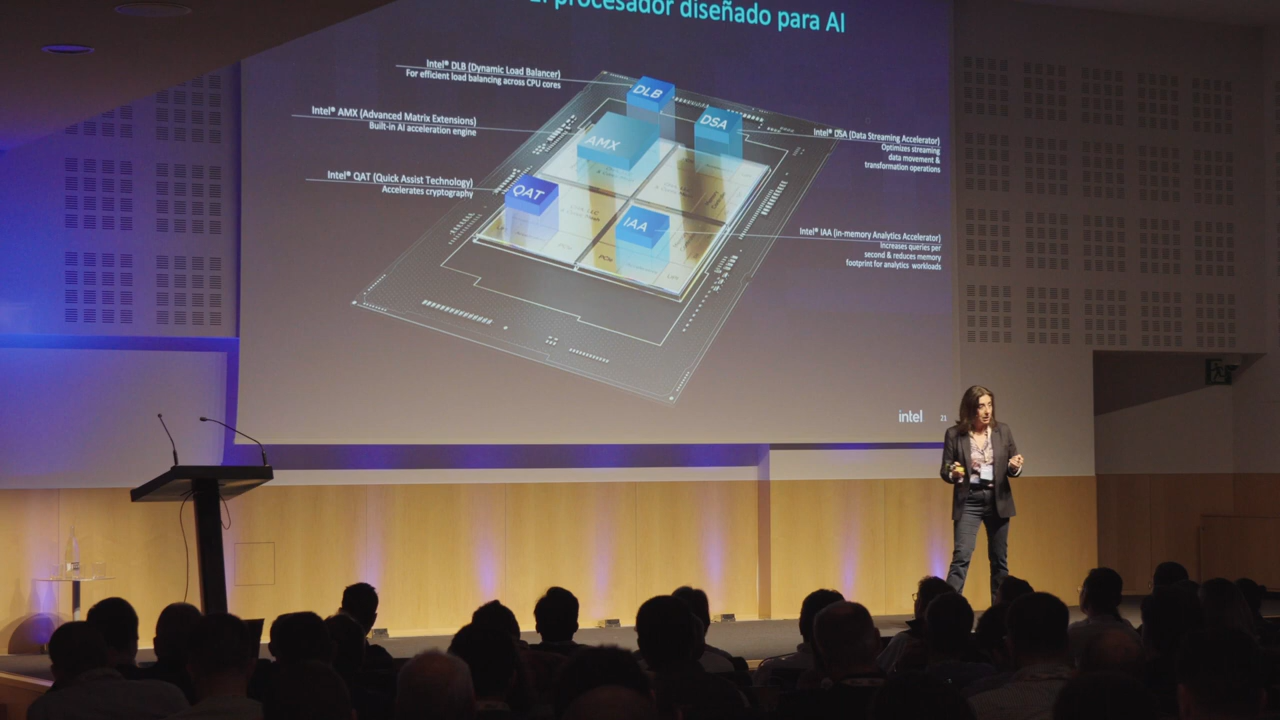 El procesador diseñado para AI
Intel® DLB (Dynamic Load Balancer)
For efficient load balancing across CPU cores
Intel® AMX (Advanced Matrix Extensions)
Built-in AI acceleration engine
Intel® QAT (Quick Assist Technology)
Accelerates cryptography
DLB
DSA
AMX
QAT
IAA
Intel® DSA (Data Streaming Accelerator)
Optimizes streaming
data movement &
transformation operations
Intel® IAA (in-memory Analytics Accelerator)
Increases queries per
second & reduces memory
footprint for analytics workloads
PCIe
UPI
intel
21